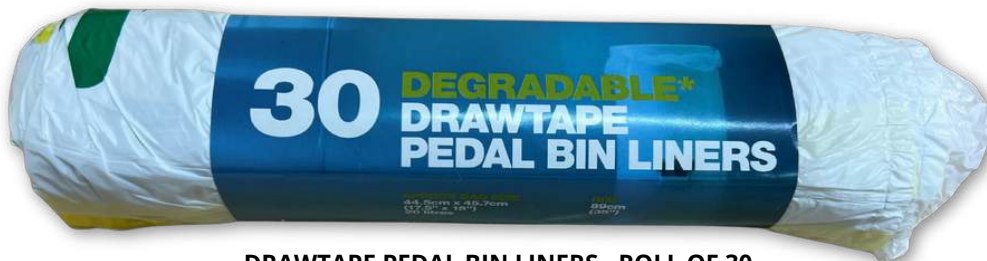 30
DEGRADABLE*
DRAWTAPE
PEDAL BIN LINERS
44.5cm x 45.7cm
(17.5" x 18")
89cm
(35")
DRAWTAPE PEDAL BIN LINERS - ROLL OF 30